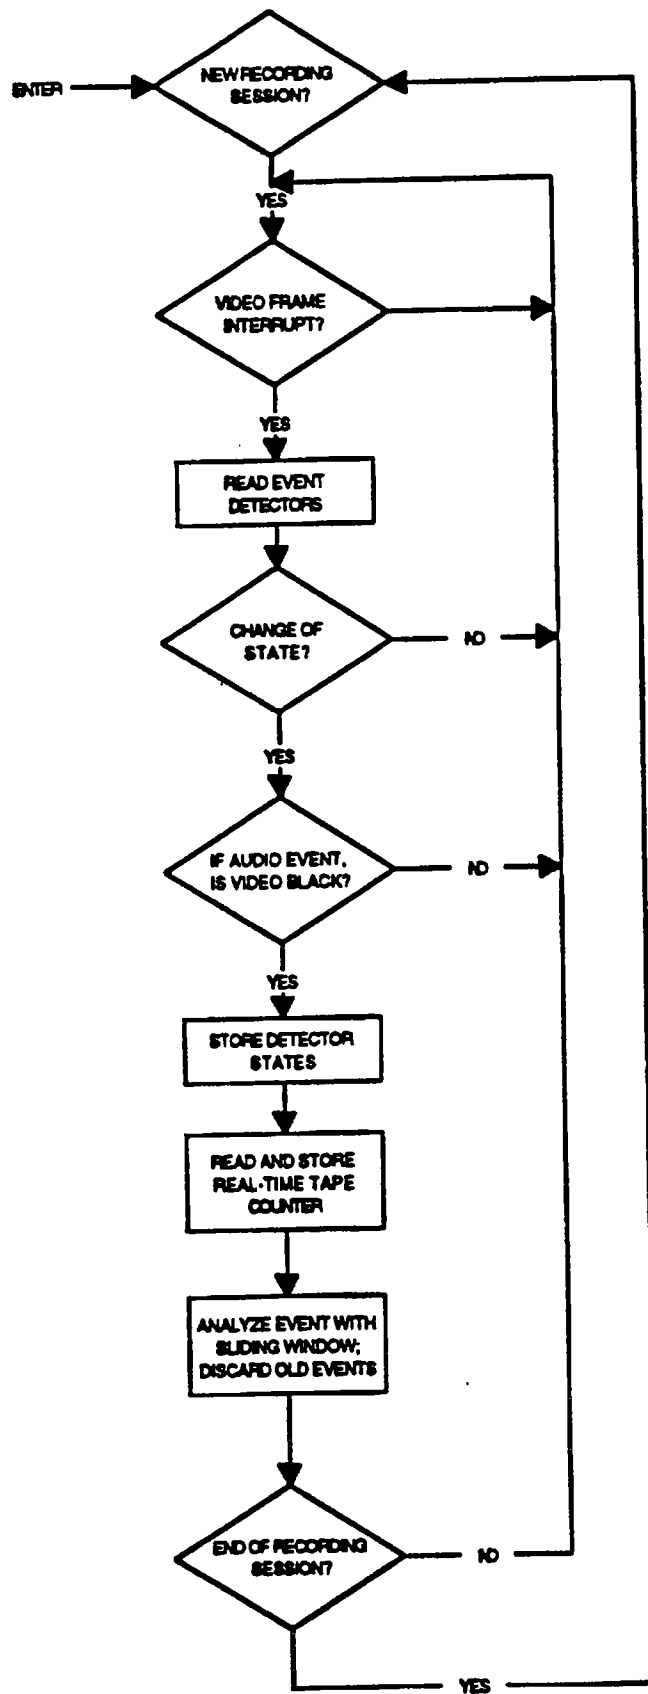 ENTER
NEW RECORDING
SESSION?
YES
VIDEO FRAME
INTERRUPT?
YES
READ EVENT
DETECTORS
CHANGE OF
STATE?
NO
YES
IF AUDIO EVENT,
IS VIDEO BLACK?
NO
YES
STORE DETECTOR
STATES
READ AND STORE
REAL-TIME TAPE
COUNTER
ANALYZE EVENT WITH
SLIDING WINDOW;
DISCARD OLD EVENTS
END OF RECORDING
SESSION?
NO
YES